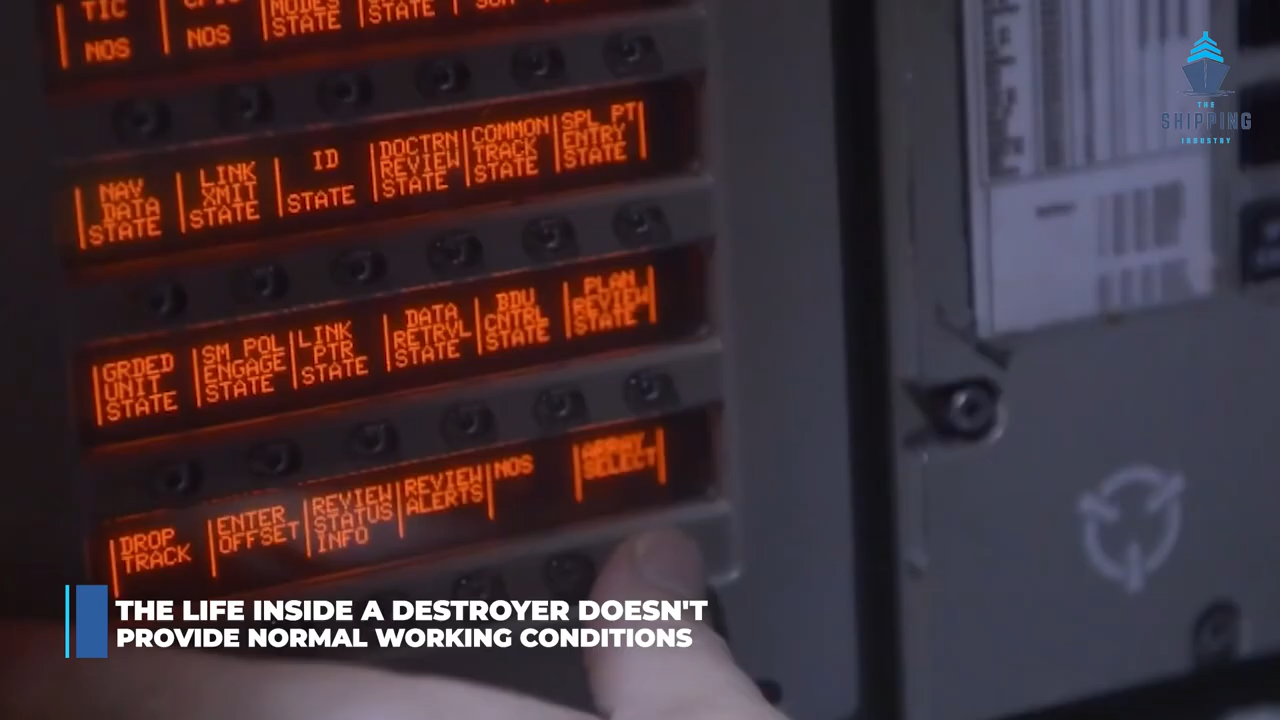 TIC
NOS
NOS
MODES
STATE
STATE
NAV
DATA
STATE
LINK
XMIT
STATE
ID
STATE
DOCTRN
REVIEW
STATE
COMMON
TRACK
STATE
SPL PT
ENTRY
STATE
GRDED
UNIT
STATE
SM POL
ENGAGE
STATE
LINK
PTR
STATE
DATA
RETRVL
STATE
BDU
CNTRL
STATE
PLAN
REVIEW
STATE
DROP
TRACK
ENTER
OFFSET
REVIEW
STATUS
INFO
REVIEW
ALERTS
NOS
ARRAY
SELECT
THE
SHIPPING
INDUSTRY
THE LIFE INSIDE A DESTROYER DOESN'T
PROVIDE NORMAL WORKING CONDITIONS